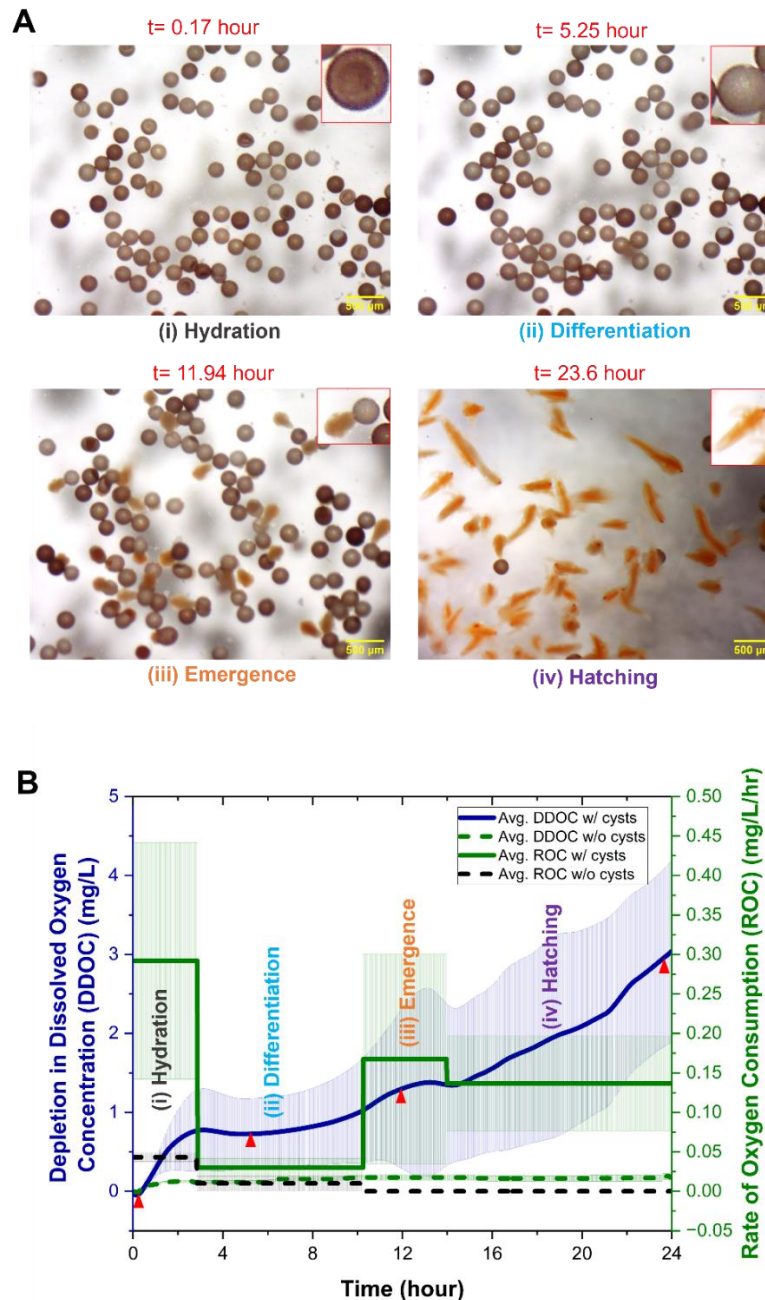 A
t= 0.17 hour
t= 5.25 hour
500 µm
500 µm
(i) Hydration
(ii) Differentiation
t= 11.94 hour
t= 23.6 hour
500 µm
500 µm
(iii) Emergence
(iv) Hatching
B
Depletion in Dissolved Oxygen
Concentration (DDOC) (mg/L)
5
4
3
2
1
0
Avg. DDOC w/ cysts
Avg. DDOC w/o cysts
Avg. ROC w/ cysts
Avg. ROC w/o cysts
(i) Hydration
(ii) Differentiation
(iii) Emergence
(iv) Hatching
0.50
0.45
0.40
0.35
0.30
0.25
0.20
0.15
0.10
0.05
0.00
−0.05
Rate of Oxygen Consumption (ROC) (mg/L/hr)
0 4 8 12 16 20 24
Time (hour)